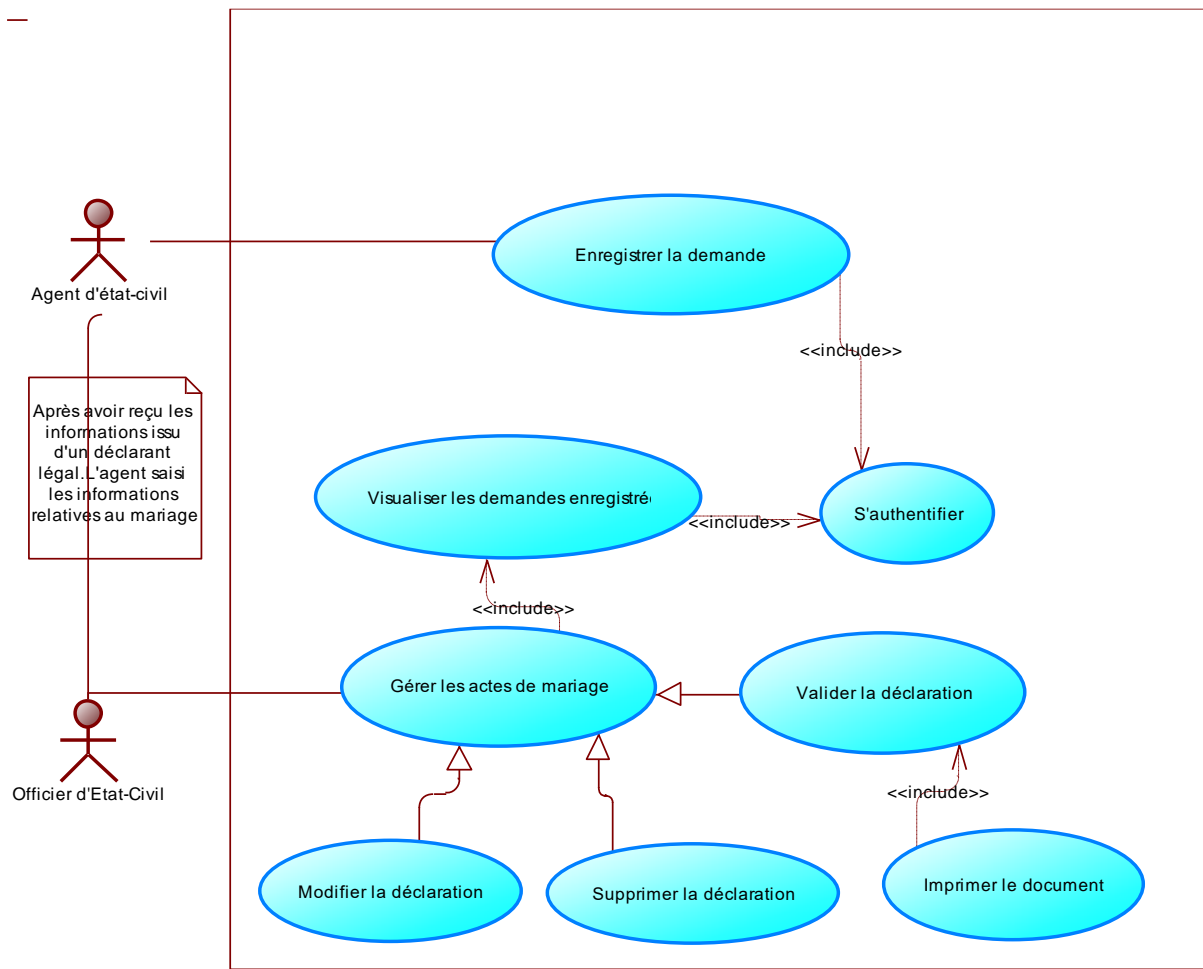 Enregistrer la demande
Agent d'état-civil
<<include>>
Après avoir reçu les
informations issu
d'un déclarant
légal.L'agent saisi
les informations
relatives au mariage
Visualiser les demandes enregistrée
S'authentifier
<<include>>
<<include>>
Gérer les actes de mariage
Valider la déclaration
Officier d'Etat-Civil
<<include>>
Modifier la déclaration
Supprimer la déclaration
Imprimer le document